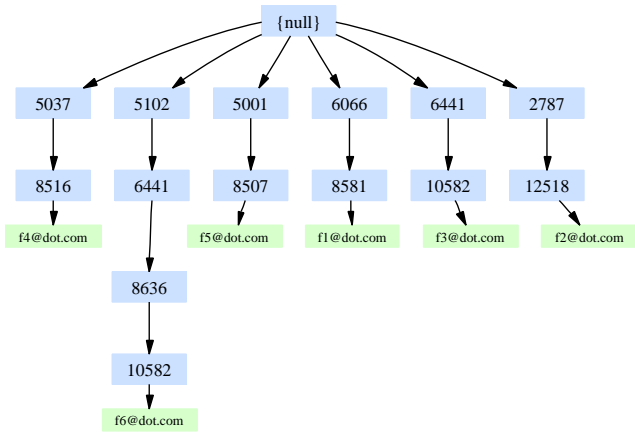 {null}
5037 5102 5001 6066 6441 2787
8516 6441 8507 8581 10582 12518
f4@dot.com f5@dot.com f1@dot.com f3@dot.com f2@dot.com
8636
10582
f6@dot.com